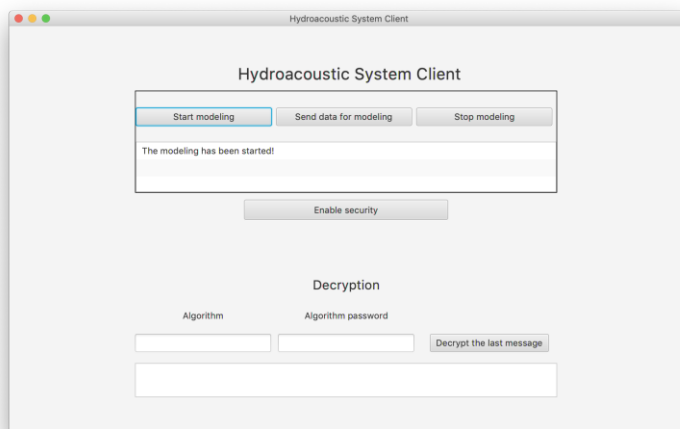 Hydroacoustic System Client
Hydroacoustic System Client
Start modeling Send data for modeling Stop modeling
The modeling has been started!
Enable security
Decryption
Algorithm Algorithm password
Decrypt the last message